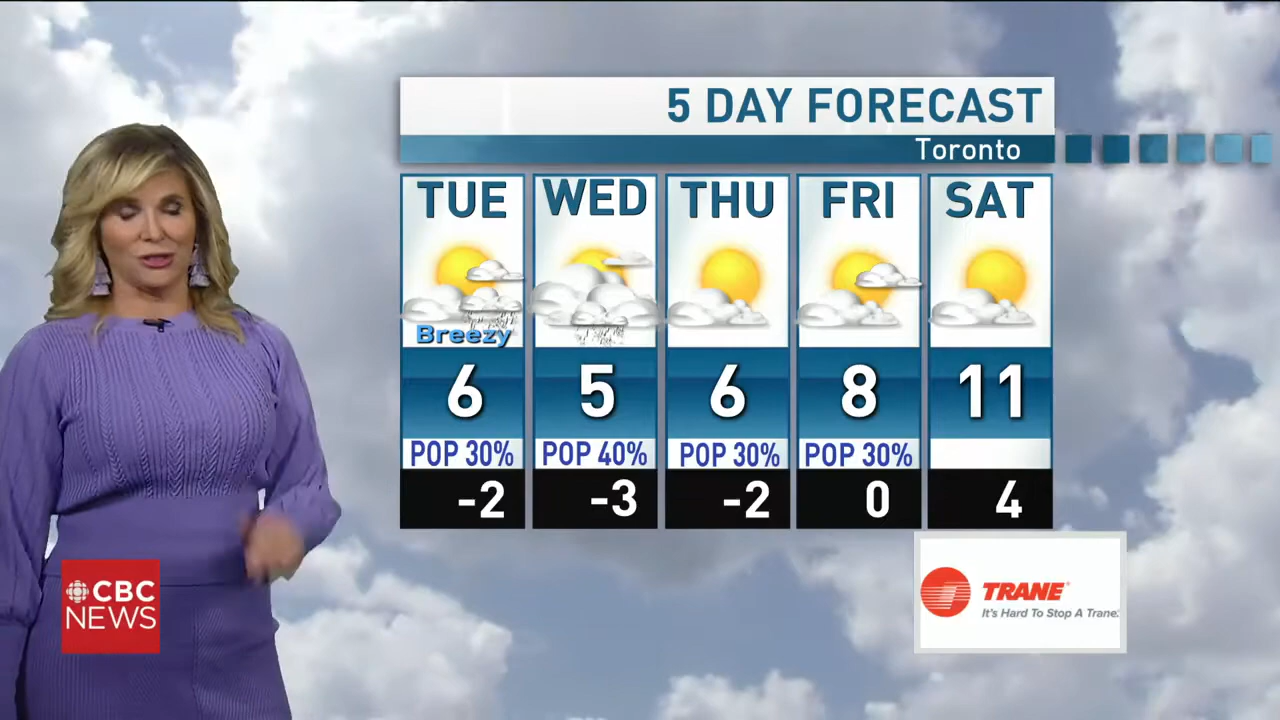 5 DAY FORECAST
Toronto
TUE WED THU FRI SAT
Breezy
6 5 6 8 11
POP 30% POP 40% POP 30% POP 30%
-2 -3 -2 0 4
CBC
NEWS
TRANE®
It's Hard To Stop A Trane.